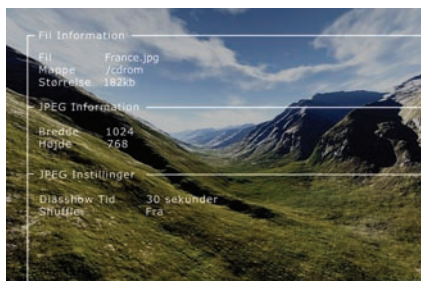 Fil Information
Fil France.jpg
Mappe /cdrom
Størrelse 182kb
JPEG Information
Bredde 1024
Højde 768
JPEG Instillinger
Diasshow Tid 30 sekunder
Shuffle: Fra